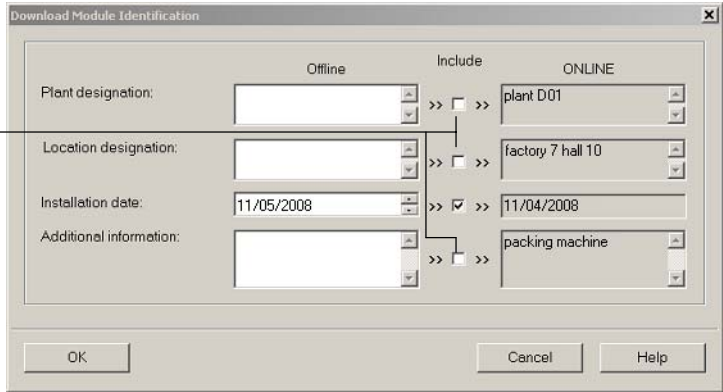 Download Module Identification
Offline Include ONLINE
Plant designation: >> >> plant D01
Location designation: >> >> factory 7 hall 10
Installation date: 11/05/2008 >> >> 11/04/2008
Additional information: >> >> packing machine
OK Cancel Help